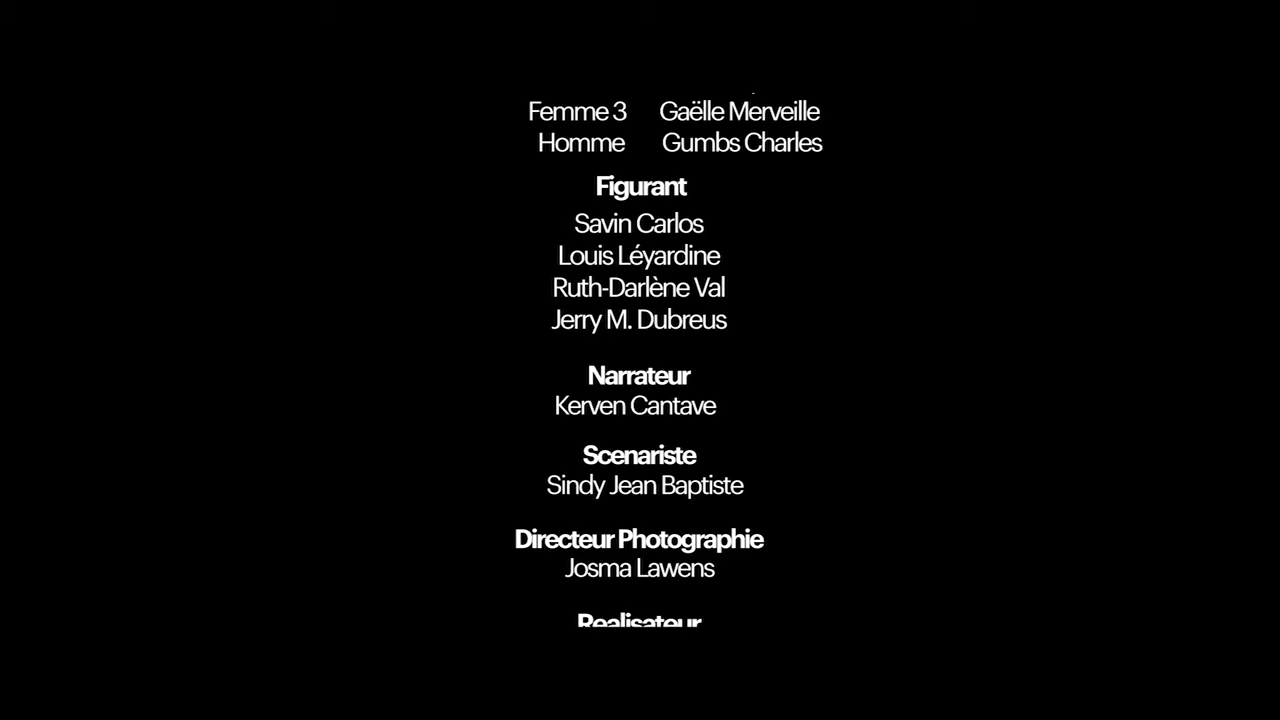 Femme 3 Gaëlle Merveille
Homme Gumbs Charles
Figurant
Savin Carlos
Louis Léyardine
Ruth-Darlène Val
Jerry M. Dubreus
Narrateur
Kerven Cantave
Scenariste
Sindy Jean Baptiste
Directeur Photographie
Josma Lawens
Realisateur